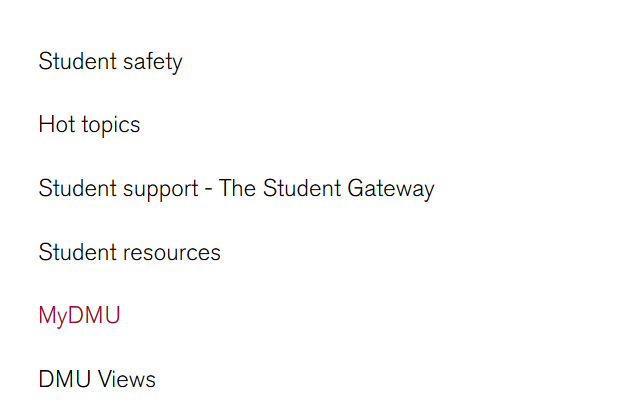 Student safety
Hot topics
Student support - The Student Gateway
Student resources
MyDMU
DMU Views